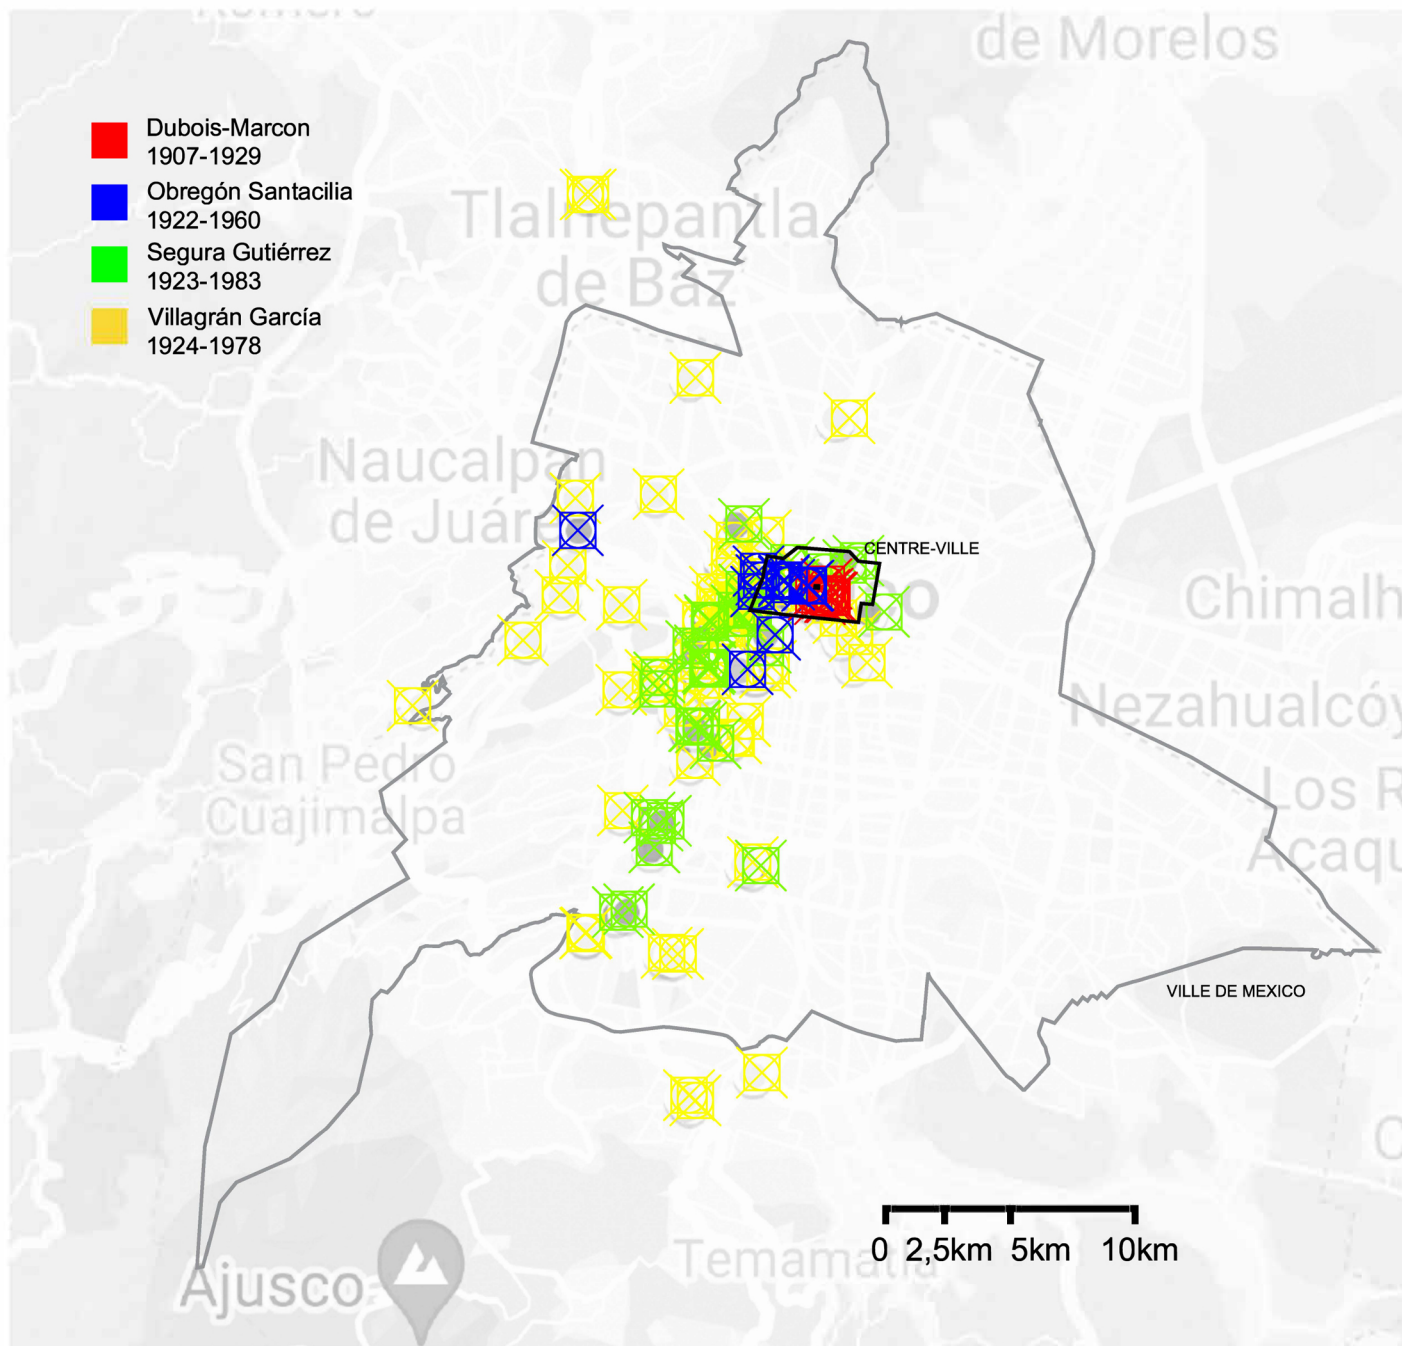 de Morelos
Dubois-Marcon
1907-1929
Obregón Santacilia
1922-1960
Segura Gutiérrez
1923-1983
Villagrán García
1924-1978
Tlalnepantla
de Baz
Naucalpan
de Juáre
CENTRE-VILLE
Chimalh
Nezahualcóy
San Pedro
Cuajimalpa
Los R
Acaqu
VILLE DE MEXICO
0 2,5km 5km 10km
Temamatla
Ajusco